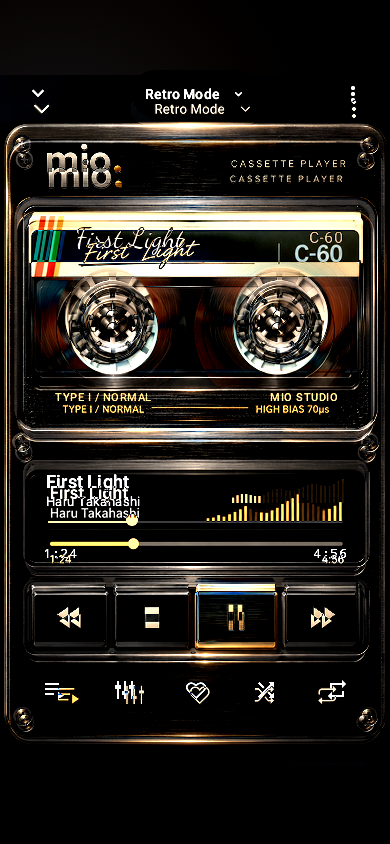 Retro Mode
Retro Mode
mio:
CASSETTE PLAYER
CASSETTE PLAYER
First Light
First Light
C-60
C-60
TYPE I / NORMAL
MIO STUDIO
TYPE I / NORMAL
HIGH BIAS 70µs
First Light
First Light
Haru Takahashi
Haru Takahashi
1:24
4:56
1:24
4:56